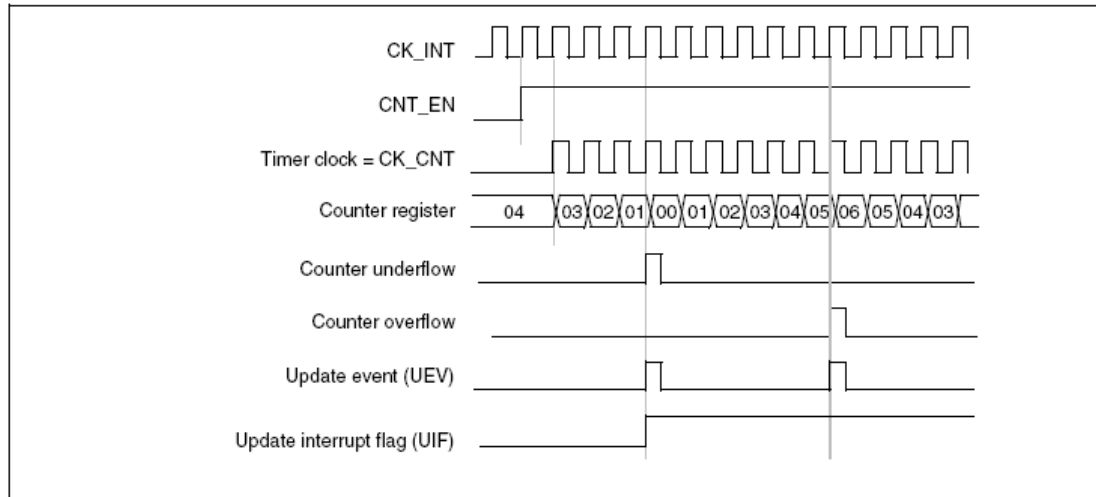 CK_INT
CNT_EN
Timer clock = CK_CNT
Counter register 04 03 02 01 00 01 02 03 04 05 06 05 04 03
Counter underflow
Counter overflow
Update event (UEV)
Update interrupt flag (UIF)